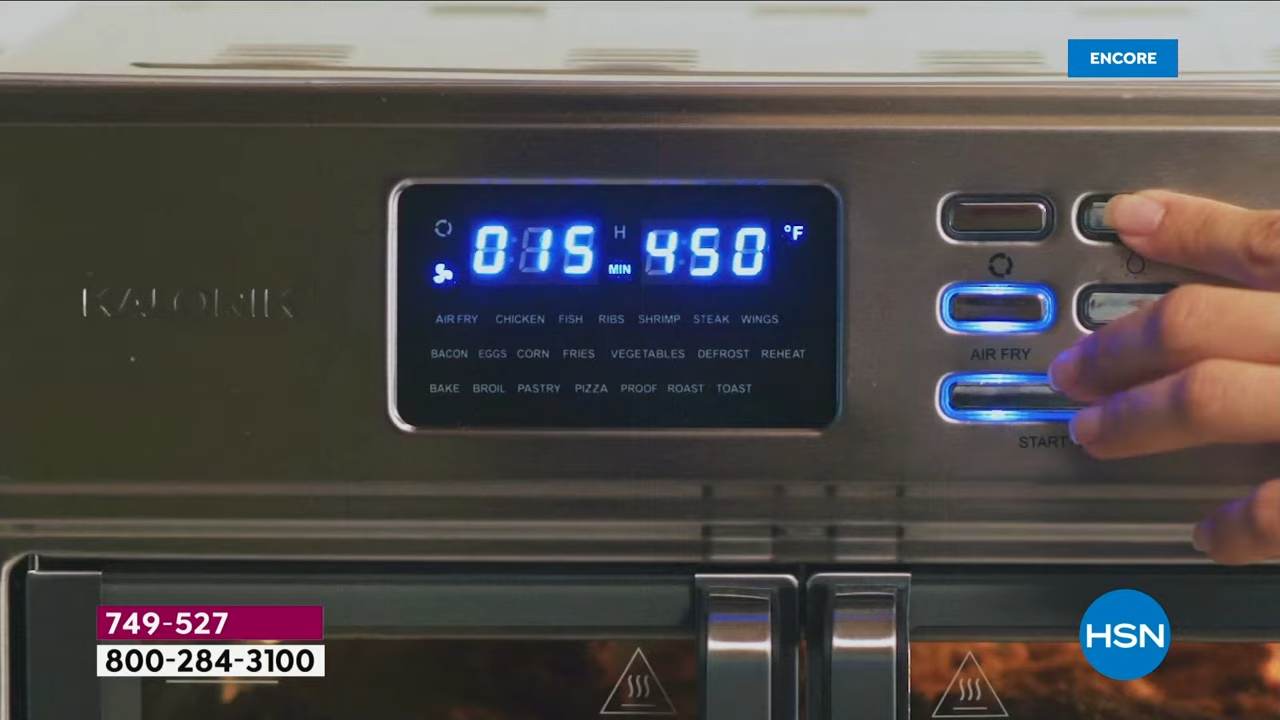 ENCORE
015 H MIN 450 °F
KALORIK
AIR FRY CHICKEN FISH RIBS SHRIMP STEAK WINGS
BACON EGGS CORN FRIES VEGETABLES DEFROST REHEAT
BAKE BROIL PASTRY PIZZA PROOF ROAST TOAST
AIR FRY
START
749-527
800-284-3100
HSN